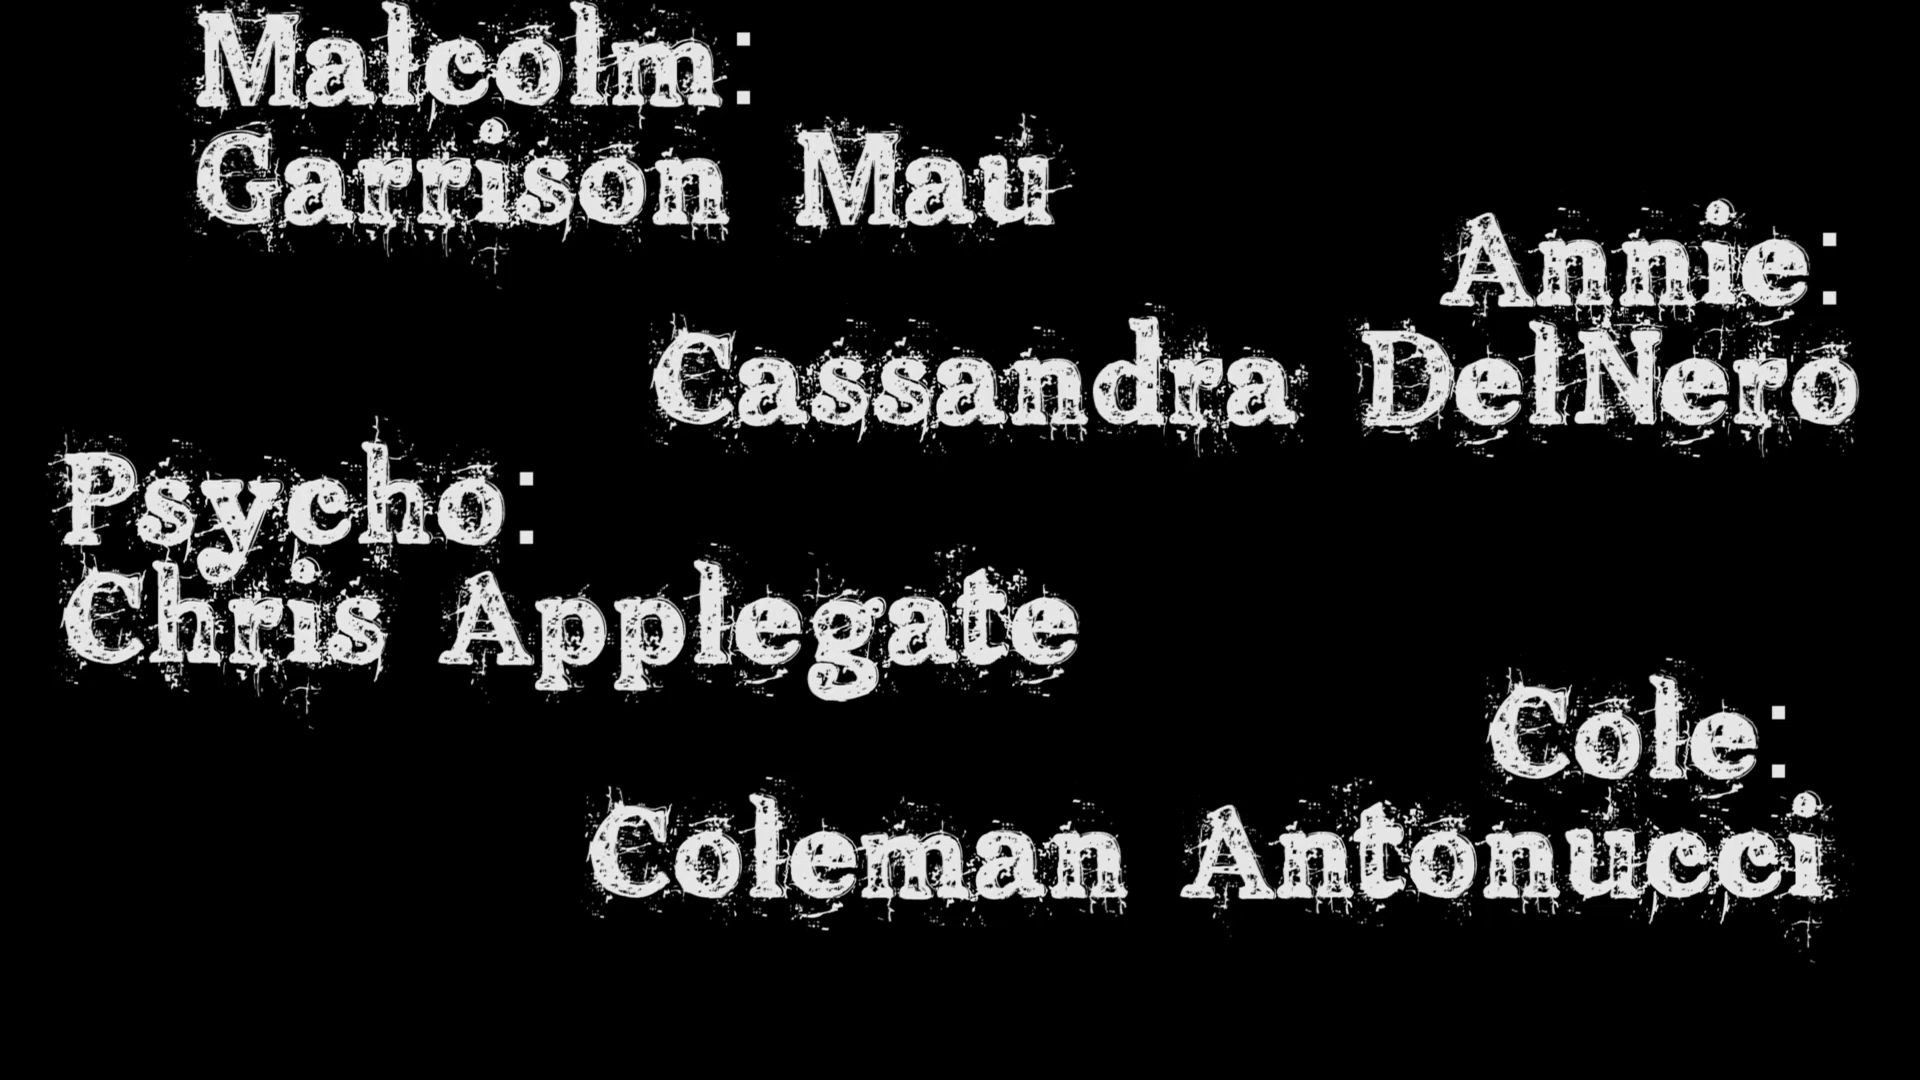 Malcolm:
Garrison Mau
Annie:
Cassandra DelNero
Psycho:
Chris Applegate
Cole:
Coleman Antonucci